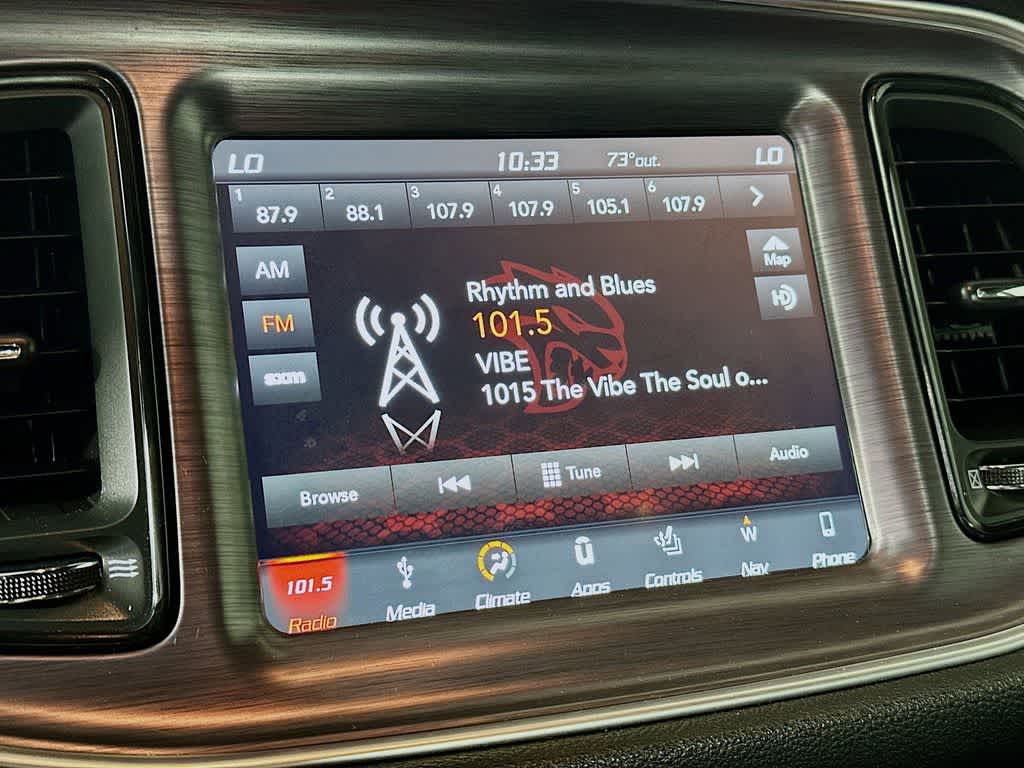 LO 10:33 73°out. LO
1 87.9 2 88.1 3 107.9 4 107.9 5 105.1 6 107.9
AM
Map
FM
HD
sxm
Rhythm and Blues
101.5
VIBE
1015 The Vibe The Soul o...
Browse Tune Audio
101.5 W
Radio Media Climate Apps Controls Nav Phone